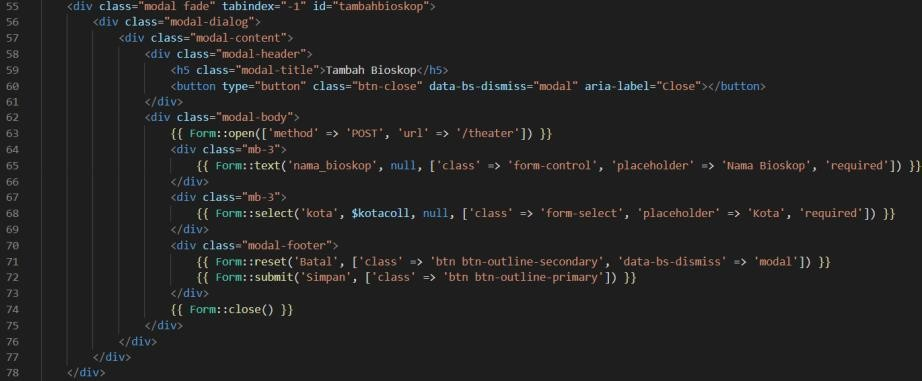 55 <div class="modal fade" tabindex="-1" id="tambahbioskop">
56 <div class="modal-dialog">
57 <div class="modal-content">
58 <div class="modal-header">
59 <h5 class="modal-title">Tambah Bioskop</h5>
60 <button type="button" class="btn-close" data-bs-dismiss="modal" aria-label="Close"></button>
61 </div>
62 <div class="modal-body">
63 {{ Form::open(['method' => 'POST', 'url' => '/theater']) }}
64 <div class="mb-3">
65 {{ Form::text('nama_bioskop', null, ['class' => 'form-control', 'placeholder' => 'Nama Bioskop', 'required']) }}
66 </div>
67 <div class="mb-3">
68 {{ Form::select('kota', $kotacoll, null, ['class' => 'form-select', 'placeholder' => 'Kota', 'required']) }}
69 </div>
70 <div class="modal-footer">
71 {{ Form::reset('Batal', ['class' => 'btn btn-outline-secondary', 'data-bs-dismiss' => 'modal']) }}
72 {{ Form::submit('Simpan', ['class' => 'btn btn-outline-primary']) }}
73 </div>
74 {{ Form::close() }}
75 </div>
76 </div>
77 </div>
78 </div>